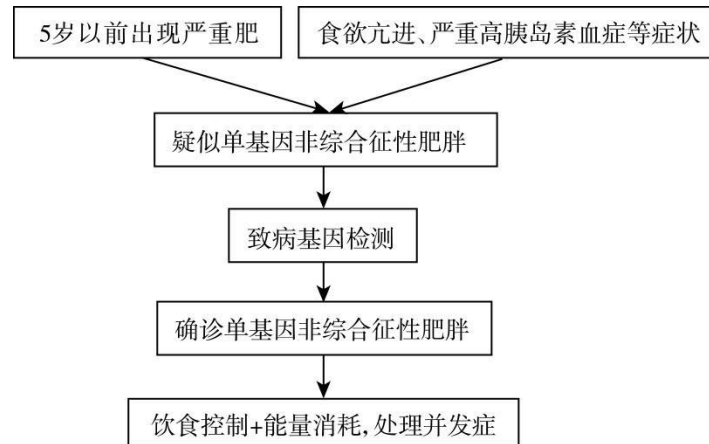 5岁以前出现严重肥
食欲亢进、严重高胰岛素血症等症状
疑似单基因非综合征性肥胖
致病基因检测
确诊单基因非综合征性肥胖
饮食控制+能量消耗,处理并发症